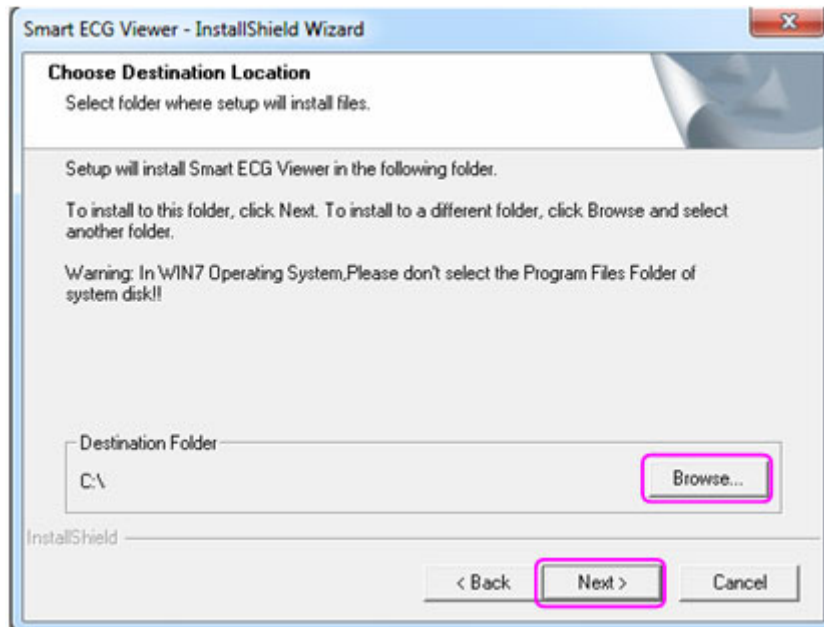 Smart ECG Viewer - InstallShield Wizard
Choose Destination Location
Select folder where setup will install files.
Setup will install Smart ECG Viewer in the following folder.
To install to this folder, click Next. To install to a different folder, click Browse and select
another folder.
Warning: In WIN7 Operating System,Please don't select the Program Files Folder of
system disk!!
Destination Folder
C:\
Browse...
InstallShield
< Back
Next >
Cancel